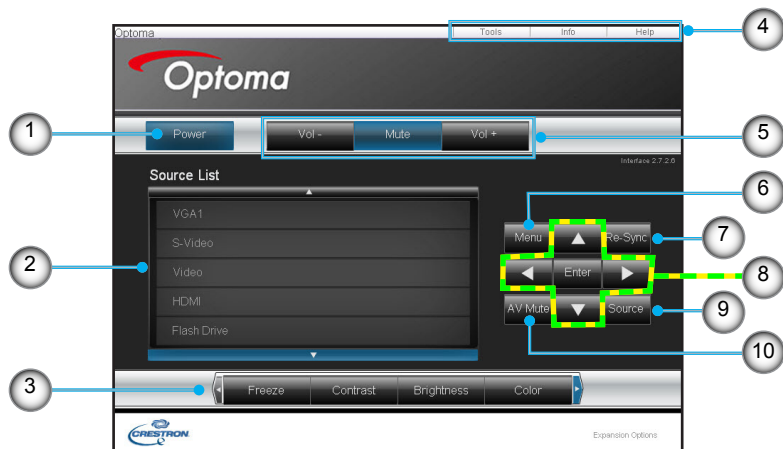 Optoma
Tools Info Help
4
Optoma
1
Power
Vol - Mute Vol +
5
Interface 2.7.2.6
Source List
6
VGA1
Menu Re-Sync
7
S-Video
2
Video
Enter
8
HDMI
AV Mute Source
9
Flash Drive
10
3
Freeze Contrast Brightness Color
CRESTRON
Expansion Options